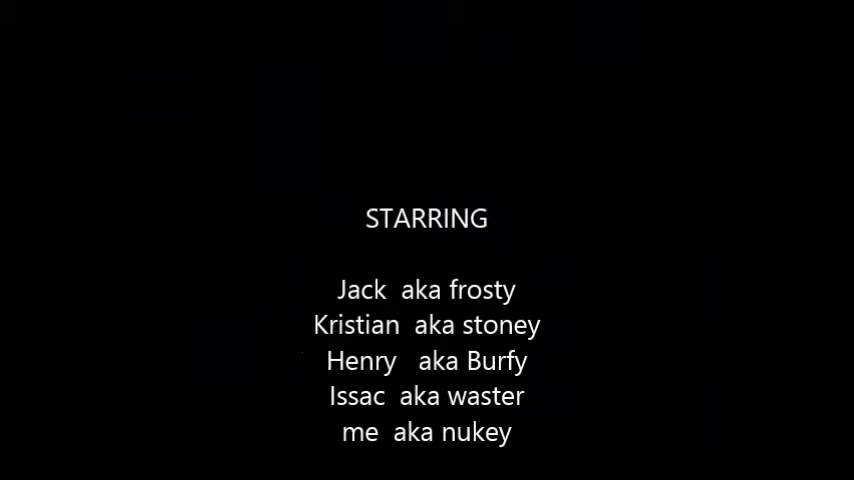 STARRING
Jack aka frosty
Kristian aka stoney
Henry aka Burfy
Issac aka waster
me aka nukey